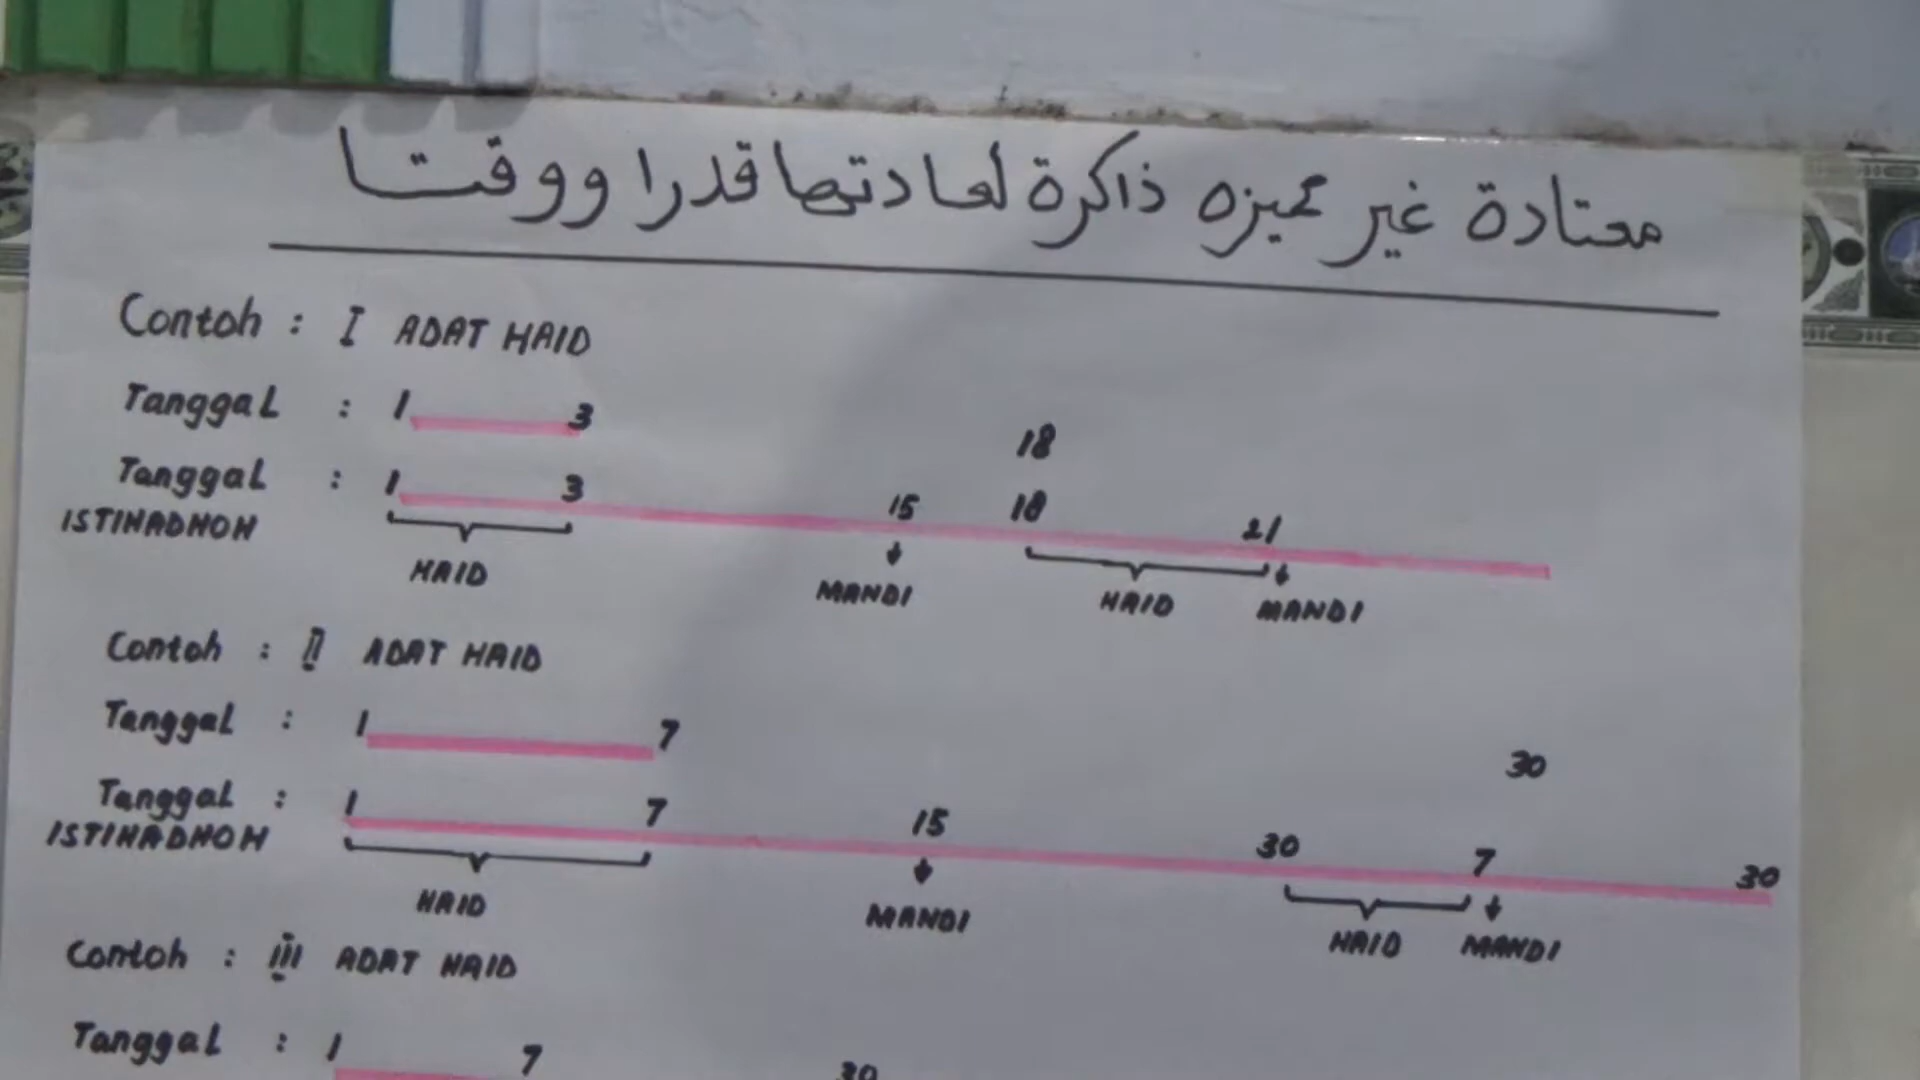 معتادة غير مميزه ذاكرة لعادتها قدرا ووقتا
Contoh : I ADAT HAID
Tanggal : 1 3 18
Tanggal : 1 3 15 18 21
ISTIHADHOH
HAID MANDI HAID MANDI
Contoh : II ADAT HAID
Tanggal : 1 7 30
Tanggal : 1 7 15 30 7 30
ISTIHADHOH
HAID MANDI HAID MANDI
Contoh : III ADAT HAID
Tanggal : 1 7 30